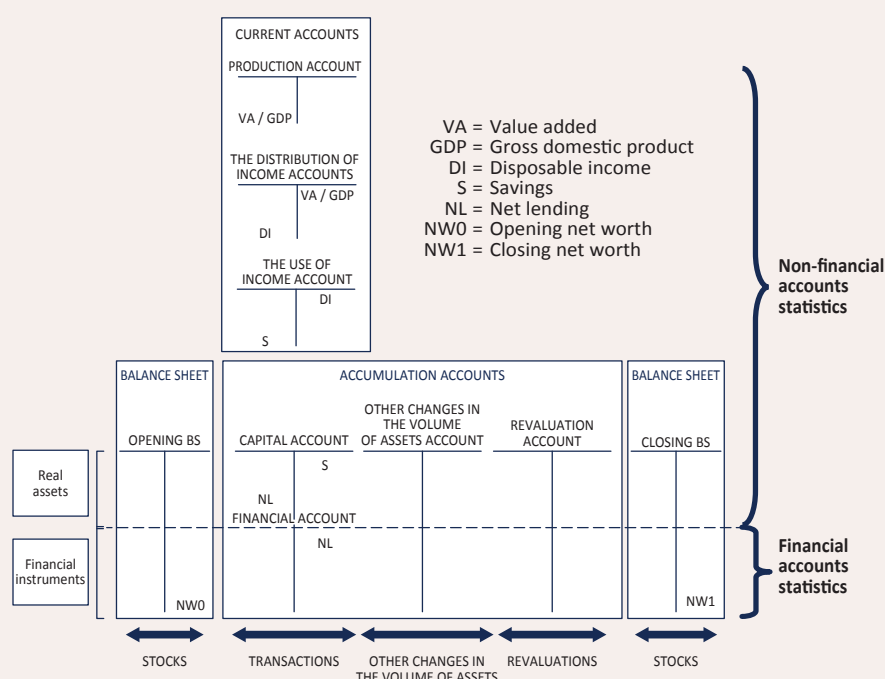 CURRENT ACCOUNTS
PRODUCTION ACCOUNT
VA / GDP
THE DISTRIBUTION OF
INCOME ACCOUNTS
VA / GDP
DI
THE USE OF
INCOME ACCOUNT
DI
S
VA = Value added
GDP = Gross domestic product
DI = Disposable income
S = Savings
NL = Net lending
NW0 = Opening net worth
NW1 = Closing net worth
Non-financial
accounts
statistics
BALANCE SHEET
ACCUMULATION ACCOUNTS
BALANCE SHEET
OPENING BS
CAPITAL ACCOUNT
OTHER CHANGES IN
THE VOLUME
OF ASSETS ACCOUNT
REVALUATION
ACCOUNT
CLOSING BS
Real
assets
S
NL
FINANCIAL ACCOUNT
NL
Financial
instruments
NW0
NW1
Financial
accounts
statistics
STOCKS
TRANSACTIONS
OTHER CHANGES IN
THE VOLUME OF ASSETS
REVALUATIONS
STOCKS